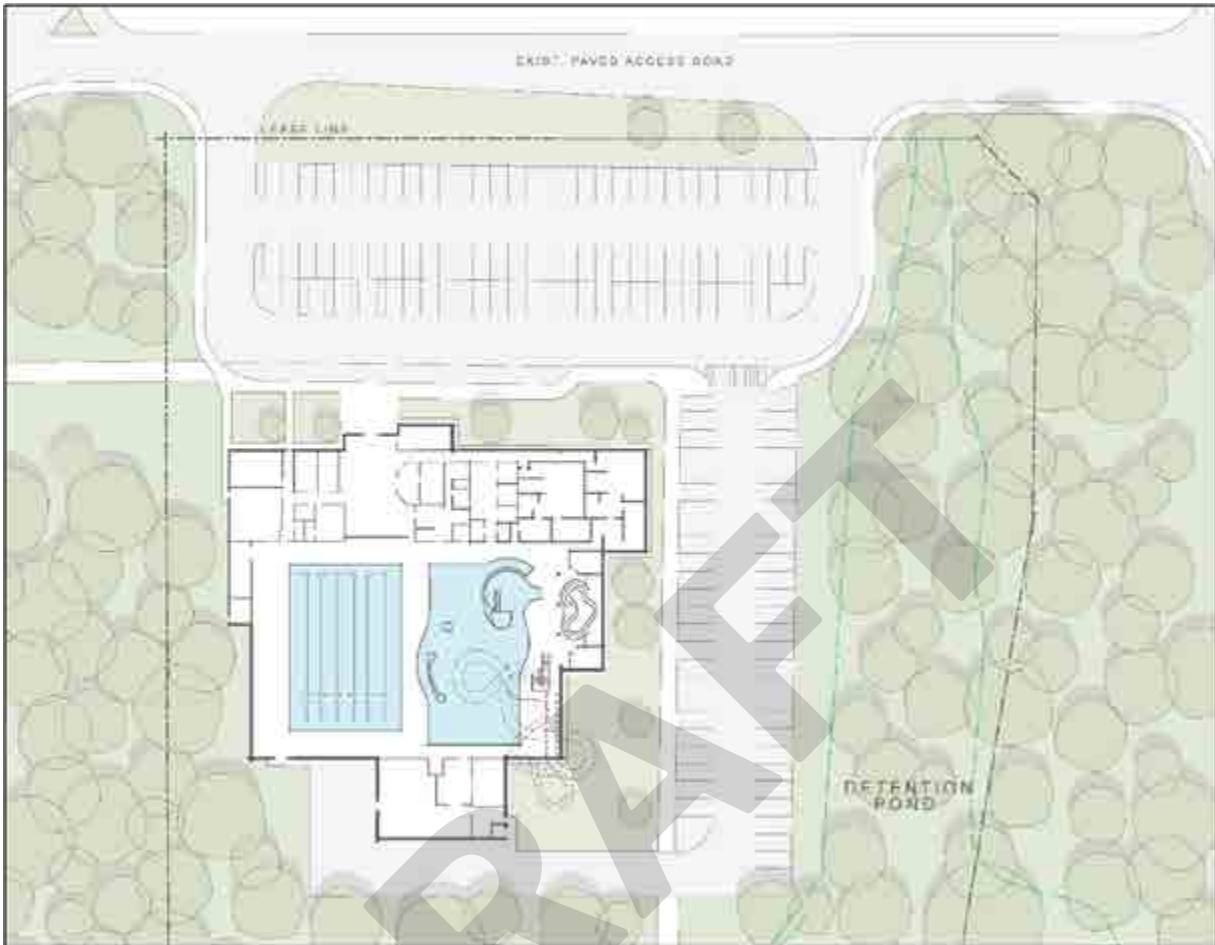 EXIST. PAVED ACCESS ROAD
LEASE LINE
DETENTION
POND
DRAFT